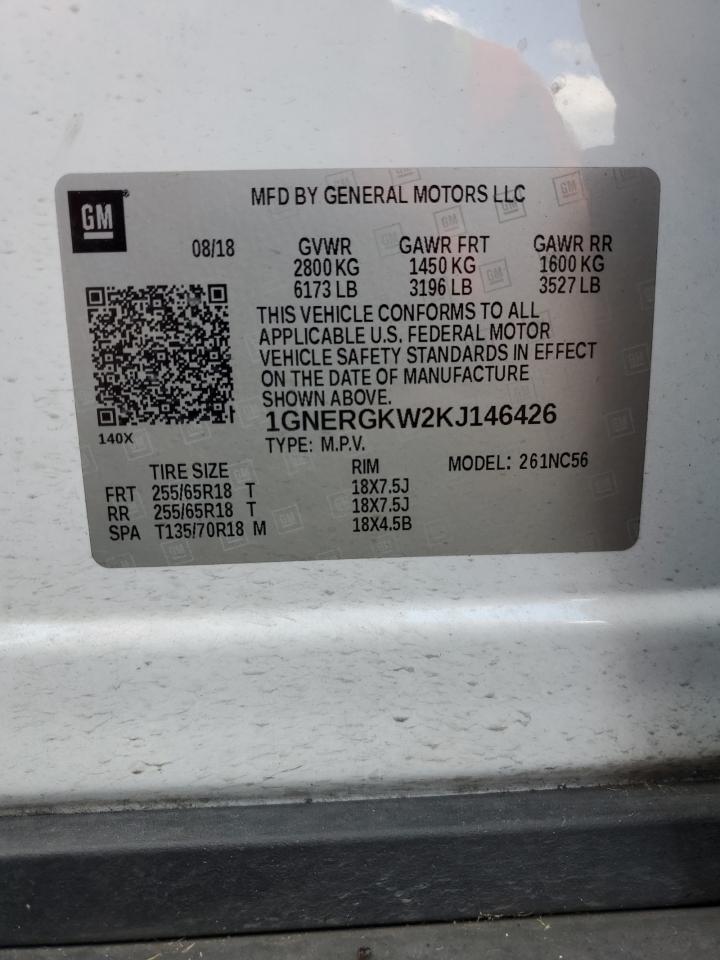 GM
MFD BY GENERAL MOTORS LLC
08/18 GVWR GAWR FRT GAWR RR
2800 KG 1450 KG 1600 KG
6173 LB 3196 LB 3527 LB
THIS VEHICLE CONFORMS TO ALL
APPLICABLE U.S. FEDERAL MOTOR
VEHICLE SAFETY STANDARDS IN EFFECT
ON THE DATE OF MANUFACTURE
SHOWN ABOVE.
1GNERGKW2KJ146426
140X
TYPE: M.P.V.
TIRE SIZE RIM MODEL: 261NC56
FRT 255/65R18 T 18X7.5J
RR 255/65R18 T 18X7.5J
SPA T135/70R18 M 18X4.5B